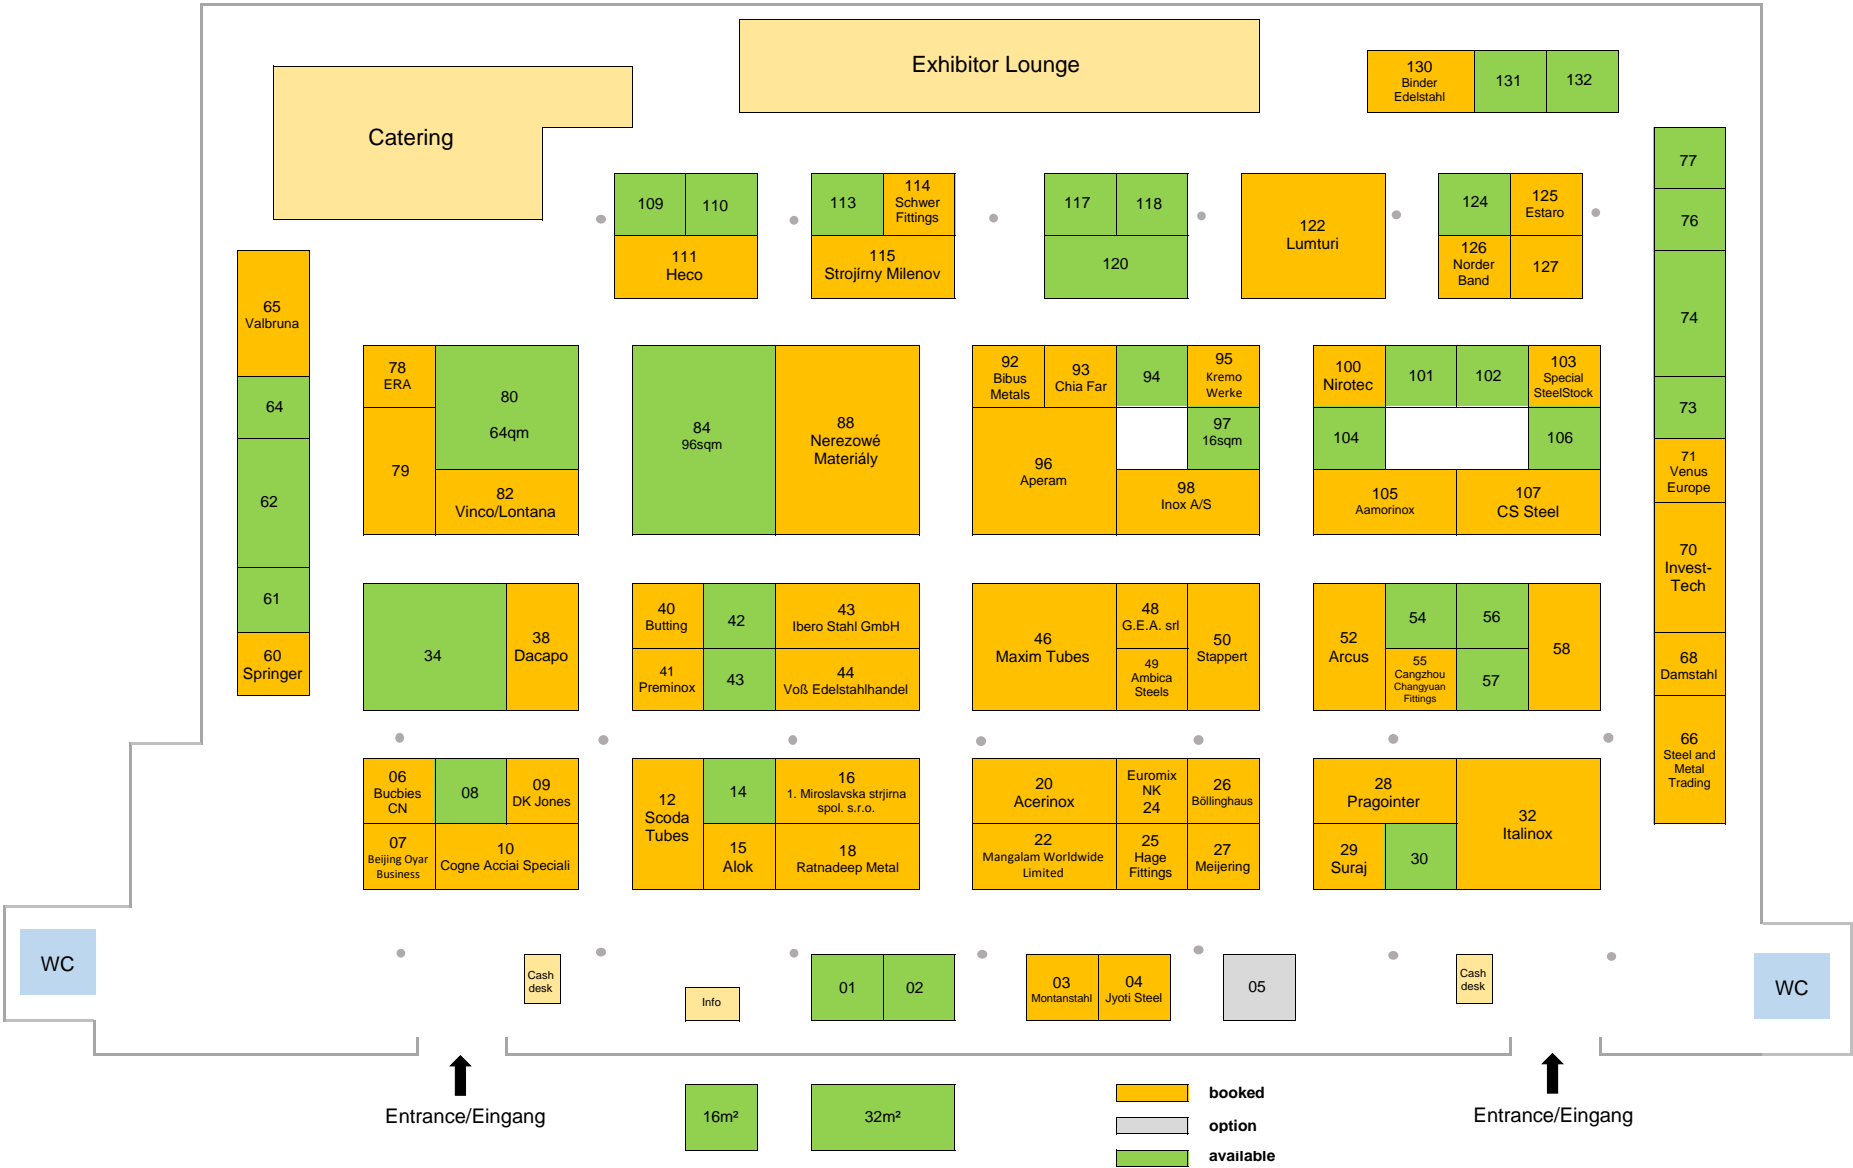 Exhibitor Lounge
Catering
130
Binder
Edelstahl
131
132
77
76
74
73
71
Venus
Europe
70
Invest-
Tech
68
Damstahl
66
Steel and
Metal
Trading
109
110
111
Heco
113
114
Schwer
Fittings
115
Strojírny Milenov
117
118
120
122
Lumturi
124
125
Estaro
126
Norder
Band
127
65
Valbruna
64
62
61
60
Springer
78
ERA
79
80
64qm
82
Vinco/Lontana
84
96sqm
88
Nerezowé
Materiály
92
Bibus
Metals
93
Chia Far
94
95
Kremo
Werke
96
Aperam
97
16sqm
98
Inox A/S
100
Nirotec
101
102
103
Special
SteelStock
104
106
105
Aamorinox
107
CS Steel
34
38
Dacapo
40
Butting
42
43
Ibero Stahl GmbH
41
Preminox
43
44
Voß Edelstahlhandel
46
Maxim Tubes
48
G.E.A. srl
49
Ambica
Steels
50
Stappert
52
Arcus
54
56
55
Cangzhou
Changyuan
Fittings
57
58
06
Bucbies
CN
08
09
DK Jones
07
Beijing Oyar
Business
10
Cogne Acciai Speciali
12
Scoda
Tubes
14
16
1. Miroslavska strjirna
spol. s.r.o.
15
Alok
18
Ratnadeep Metal
20
Acerinox
Euromix
NK
24
26
Böllinghaus
22
Mangalam Worldwide
Limited
25
Hage
Fittings
27
Meijering
28
Pragointer
29
Suraj
30
32
Italinox
WC
Cash
desk
Info
01
02
03
Montanstahl
04
Jyoti Steel
05
Cash
desk
WC
Entrance/Eingang
16m²
32m²
booked
option
available
Entrance/Eingang